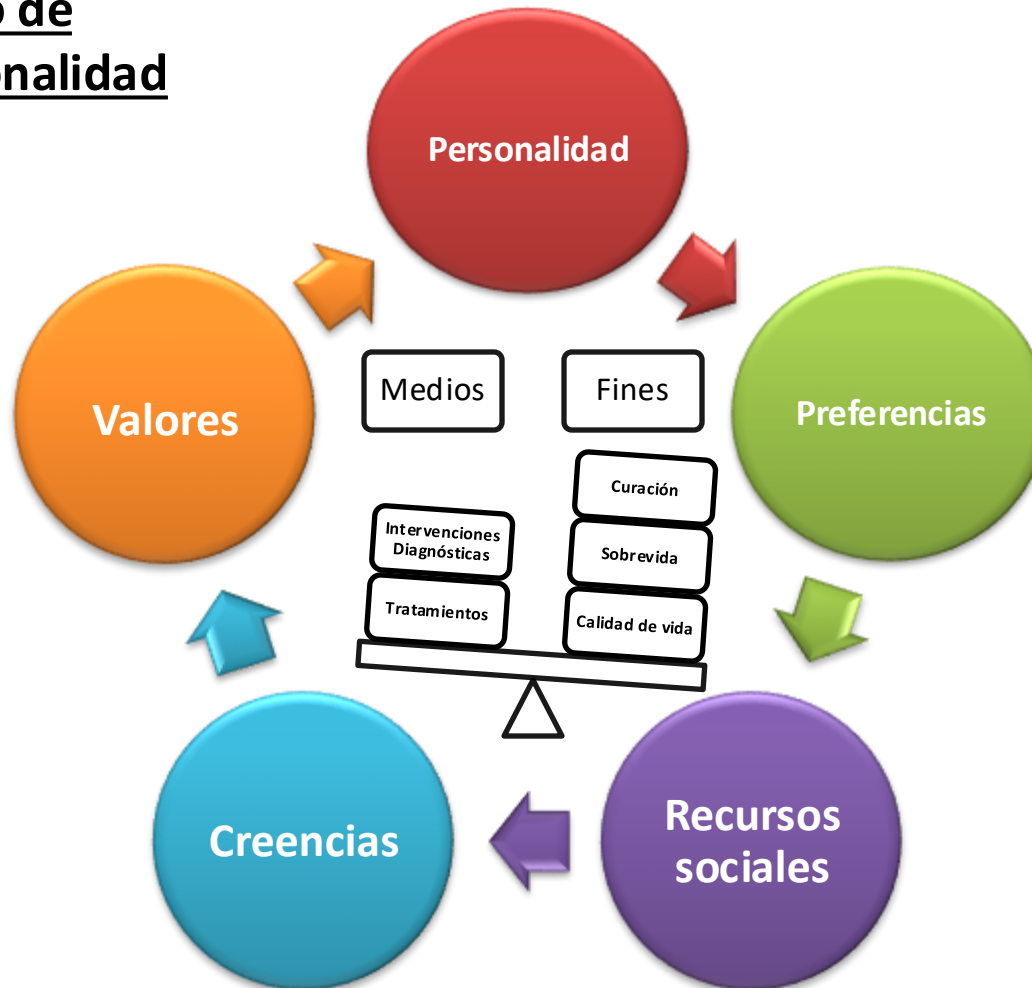 o de
onalidad
Personalidad
Valores
Medios
Fines
Preferencias
Curación
Intervenciones
Diagnósticas
Sobrevida
Tratamientos
Calidad de vida
Creencias
Recursos
sociales